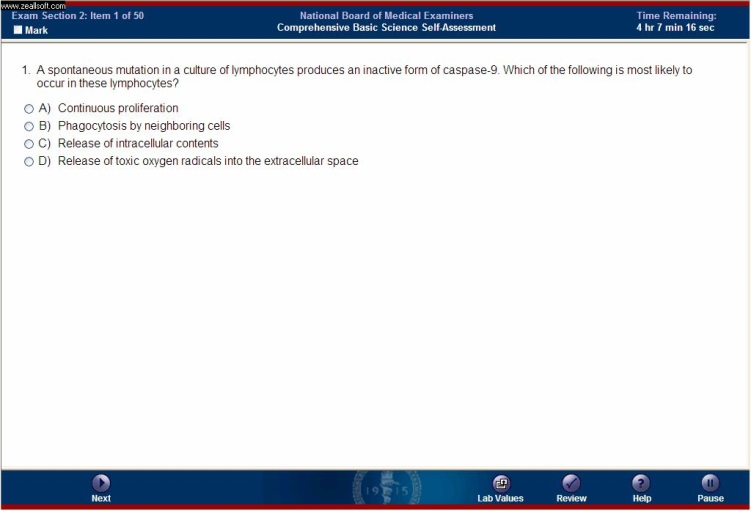 www.zeallsoft.com
Exam Section 2: Item 1 of 50
Mark
National Board of Medical Examiners
Comprehensive Basic Science Self-Assessment
Time Remaining:
4 hr 7 min 16 sec
1. A spontaneous mutation in a culture of lymphocytes produces an inactive form of caspase-9. Which of the following is most likely to
occur in these lymphocytes?
A) Continuous proliferation
B) Phagocytosis by neighboring cells
C) Release of intracellular contents
D) Release of toxic oxygen radicals into the extracellular space
Next
1915
Lab Values
Review
Help
Pause